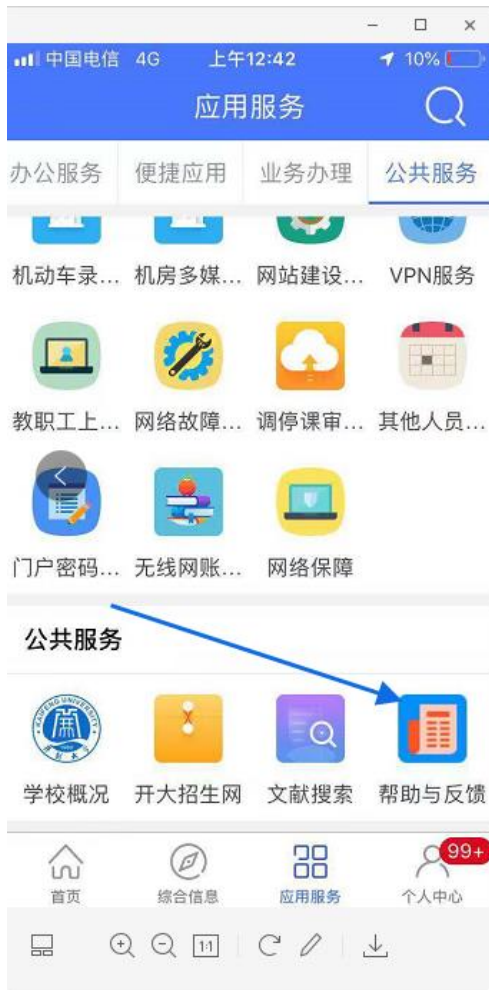 中国电信 4G 上午12:42 10%
应用服务
办公服务 便捷应用 业务办理 公共服务
机动车录... 机房多媒... 网站建设... VPN服务
教职工上... 网络故障... 调停课审... 其他人员...
门户密码... 无线网账... 网络保障
公共服务
KAIFENG UNIVERSITY
学校概况 开大招生网 文献搜索 帮助与反馈
99+
首页 综合信息 应用服务 个人中心
1:1